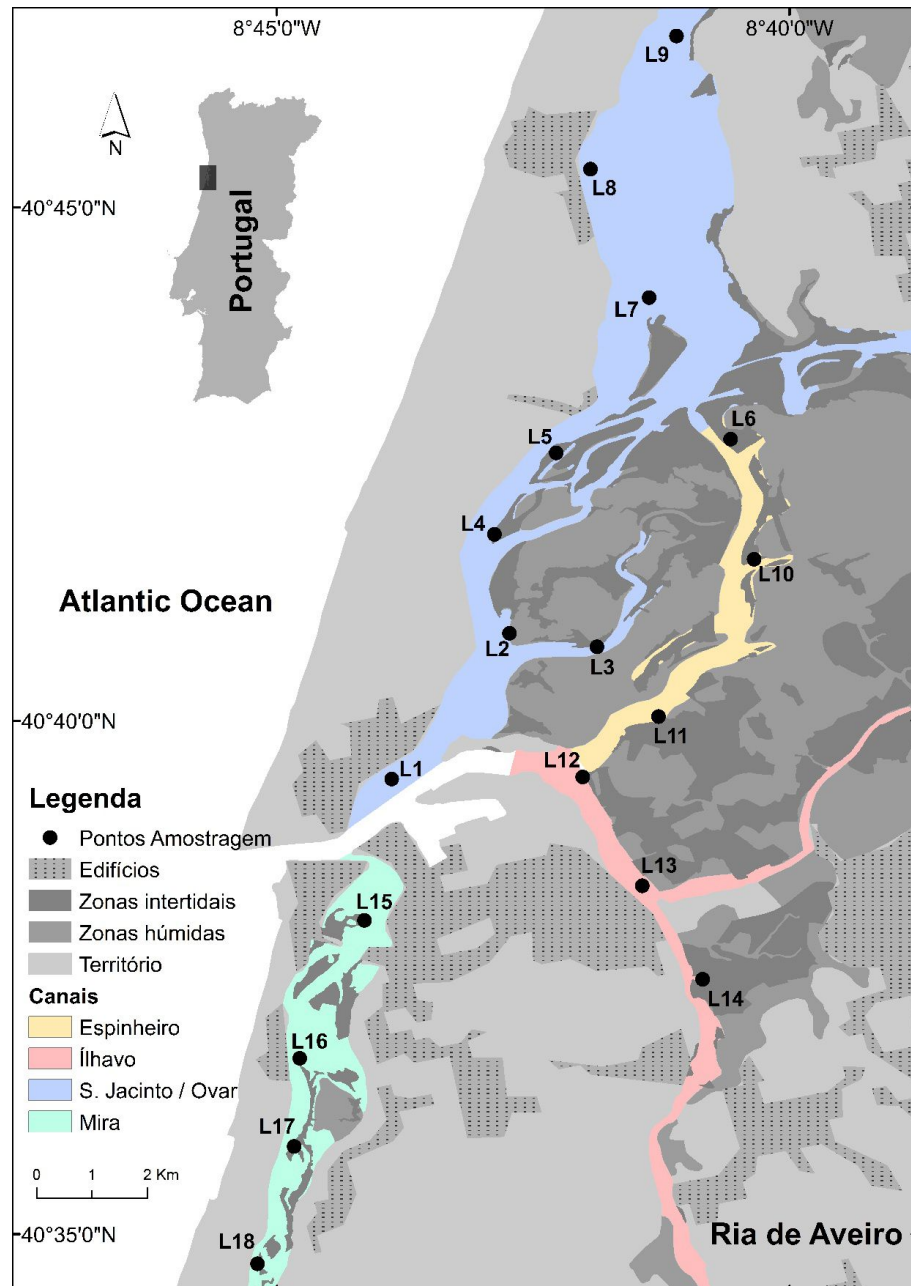 8°45'0"W
8°40'0"W
L9
N
Portugal
L8
40°45'0"N
L7
L6
L5
L4
L10
Atlantic Ocean
L2
L3
40°40'0"N
L11
L12
L1
Legenda
Pontos Amostragem
Edifícios
Zonas intertidais
Zonas húmidas
Território
Canais
Espinheiro
Ílhavo
S. Jacinto / Ovar
Mira
0 1 2 Km
L13
L15
L14
L16
L17
L18
40°35'0"N
Ria de Aveiro